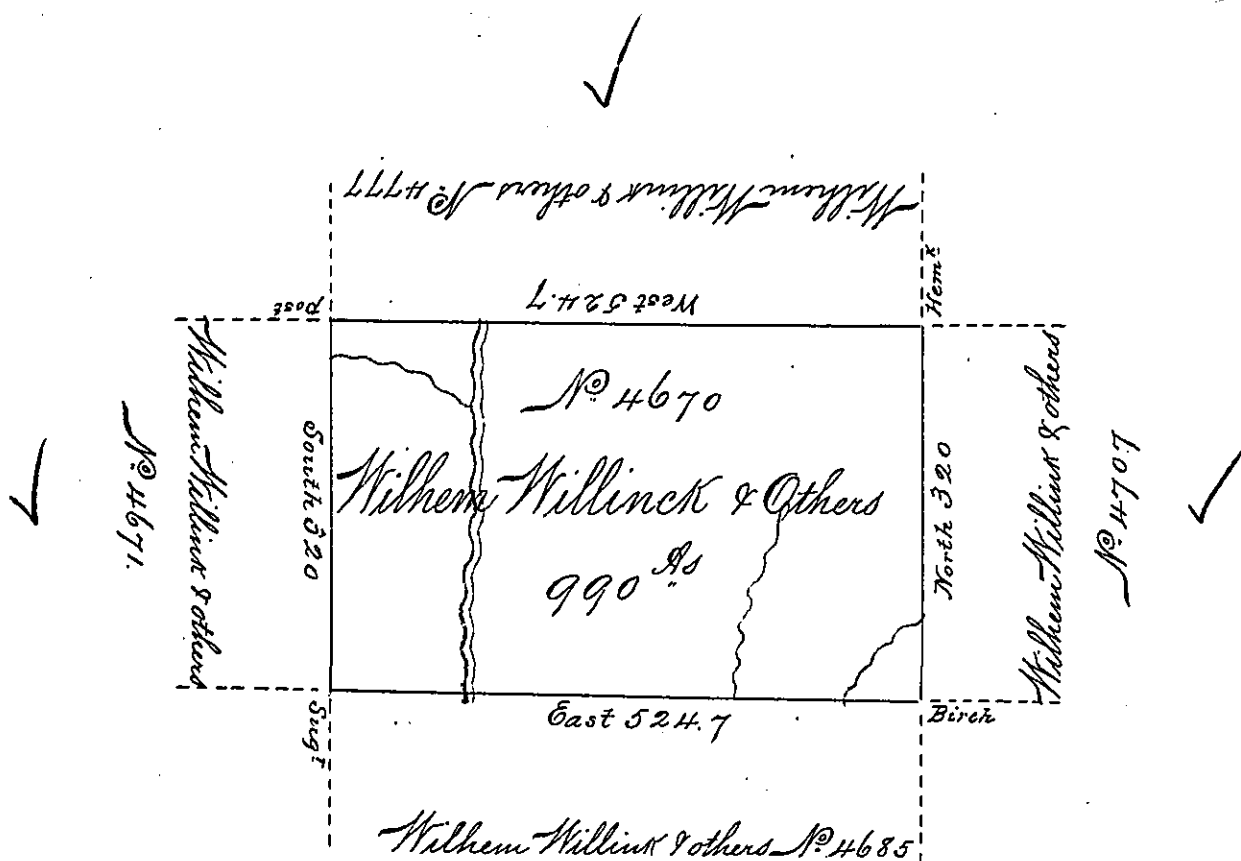 Wilhem Willink & others No. 4777
West 524.7
post
Hemk
Wilhem Willink & others
No. 4671.
South 320
No. 4670
Wilhem Willinck & Others
990 As
North 320
Wilhem Willink & others
No. 4707
East 524.7
Sugr
Birch
Wilhem Willink & others No. 4685